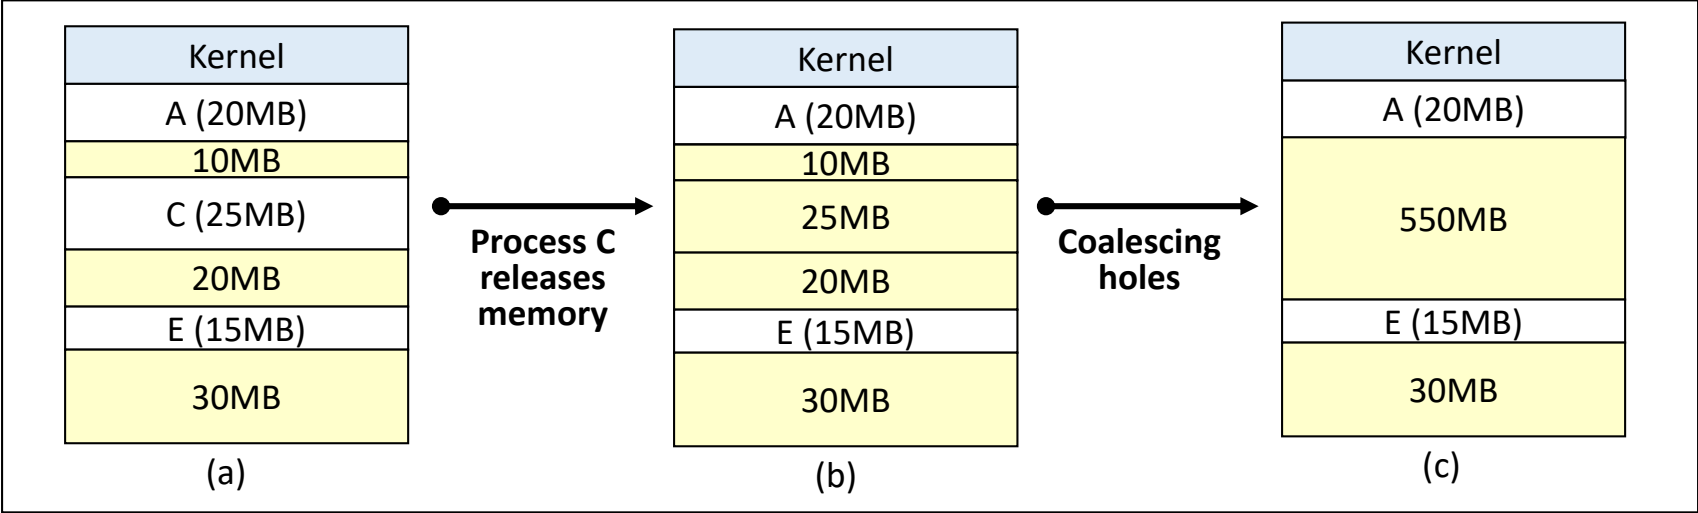 Kernel
A (20MB)
10MB
C (25MB)
20MB
E (15MB)
30MB
(a)
Process C
releases
memory
Kernel
A (20MB)
10MB
25MB
20MB
E (15MB)
30MB
(b)
Coalescing
holes
Kernel
A (20MB)
550MB
E (15MB)
30MB
(c)